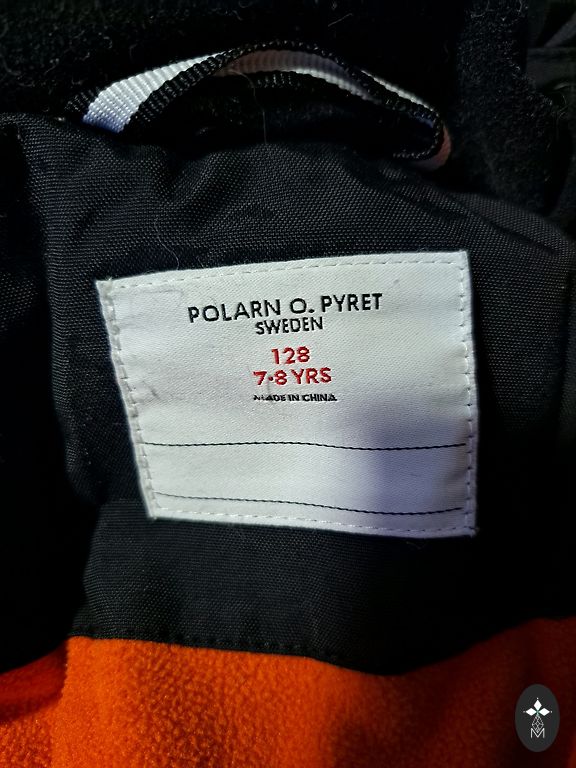 POLARN O. PYRET
SWEDEN
128
7-8 YRS
MADE IN CHINA
M